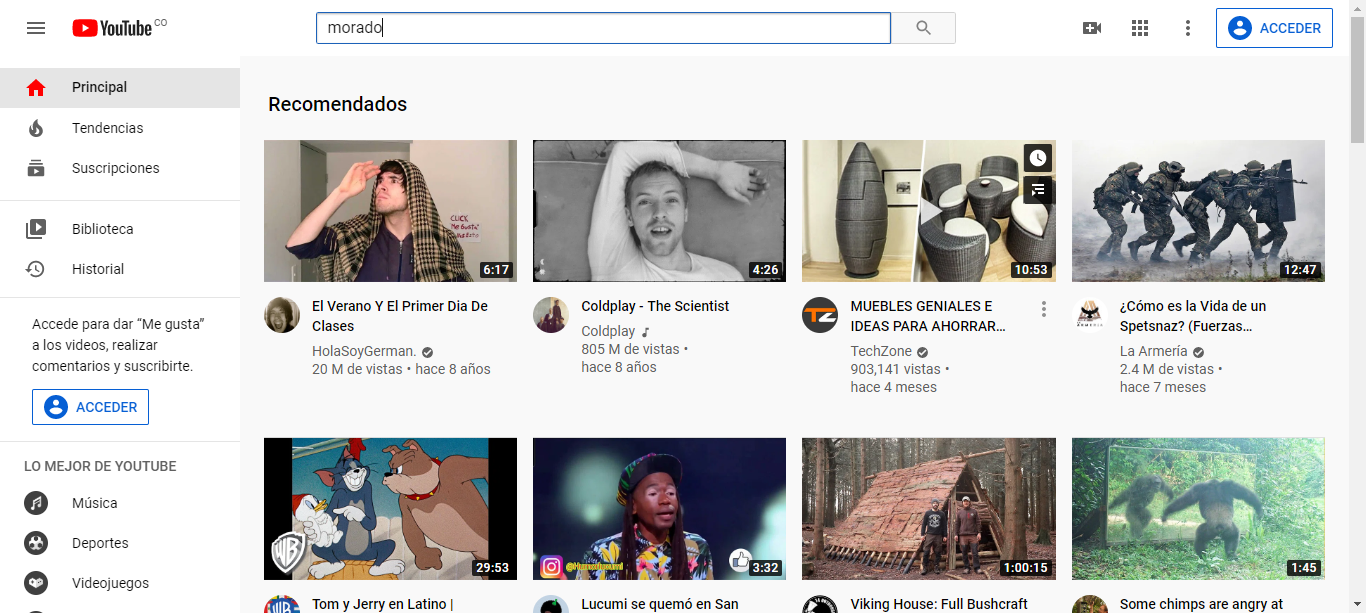 YouTube CO
morado
ACCEDER
Principal
Tendencias
Suscripciones
Biblioteca
Historial
Accede para dar “Me gusta”
a los videos, realizar
comentarios y suscribirte.
ACCEDER
LO MEJOR DE YOUTUBE
Música
Deportes
Videojuegos
Recomendados
CLICK,
Me Gusta!
6:17
El Verano Y El Primer Dia De
Clases
HolaSoyGerman.
20 M de vistas • hace 8 años
4:26
Coldplay - The Scientist
Coldplay
805 M de vistas •
hace 8 años
10:53
TZ
MUEBLES GENIALES E
IDEAS PARA AHORRAR...
TechZone
903,141 vistas •
hace 4 meses
12:47
ARMERÍA
¿Cómo es la Vida de un
Spetsnaz? (Fuerzas...
La Armería
2.4 M de vistas •
hace 7 meses
WB
29:53
WB
Tom y Jerry en Latino |
3:32
Lucumi se quemó en San
1:00:15
Viking House: Full Bushcraft
1:45
Some chimps are angry at